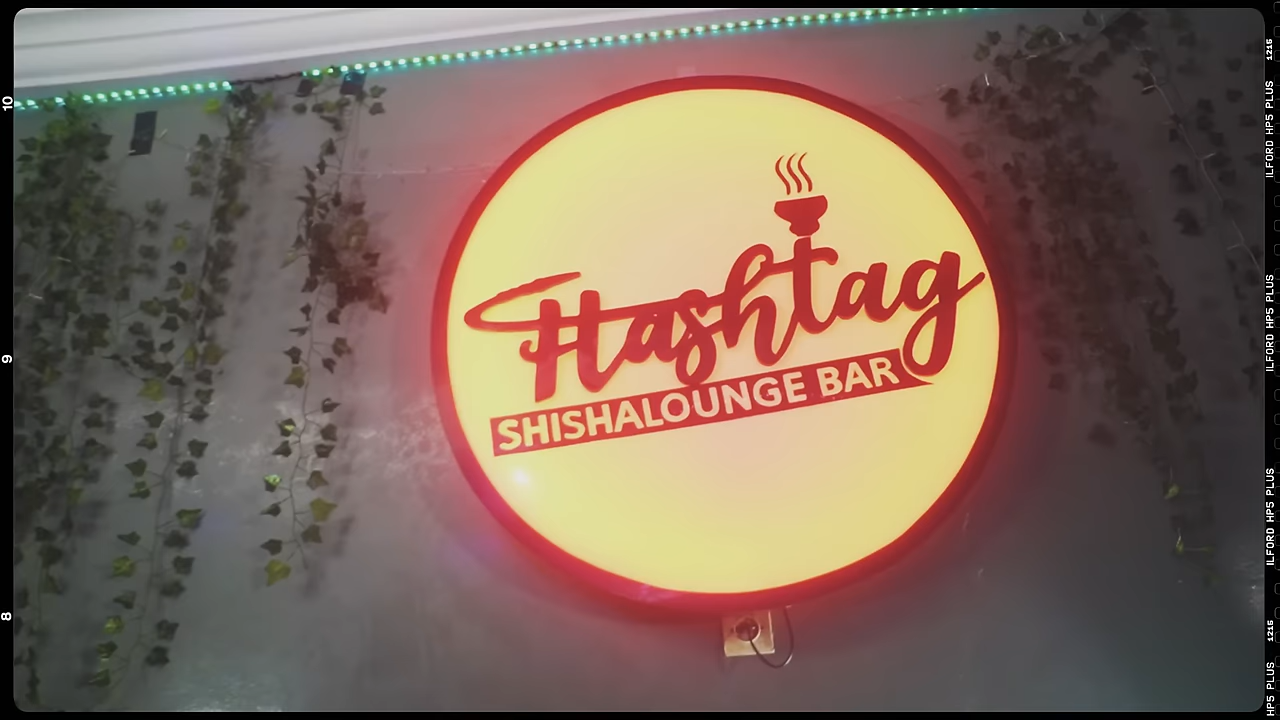 Hashtag
SHISHALOUNGE BAR
10
9
8
1216
ILFORD HP5 PLUS
ILFORD HP5 PLUS
ILFORD HP5 PLUS
1216
HP5 PLUS